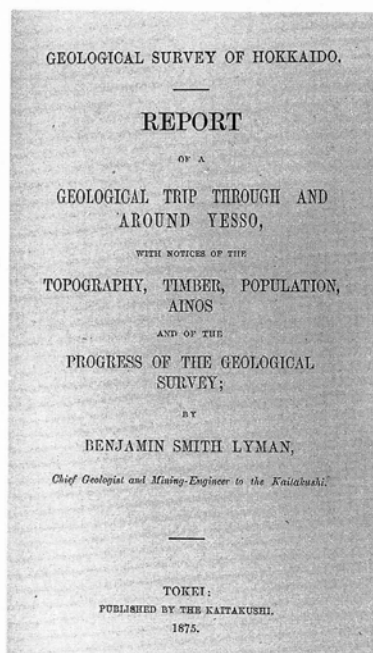 GEOLOGICAL SURVEY OF HOKKAIDO.
REPORT
OF A
GEOLOGICAL TRIP THROUGH AND
AROUND YESSO,
WITH NOTICES OF THE
TOPOGRAPHY, TIMBER, POPULATION,
AINOS
AND OF THE
PROGRESS OF THE GEOLOGICAL
SURVEY;
BY
BENJAMIN SMITH LYMAN,
Chief Geologist and Mining-Engineer to the Kaitakushi.
TOKEI:
PUBLISHED BY THE KAITAKUSHI.
1875.